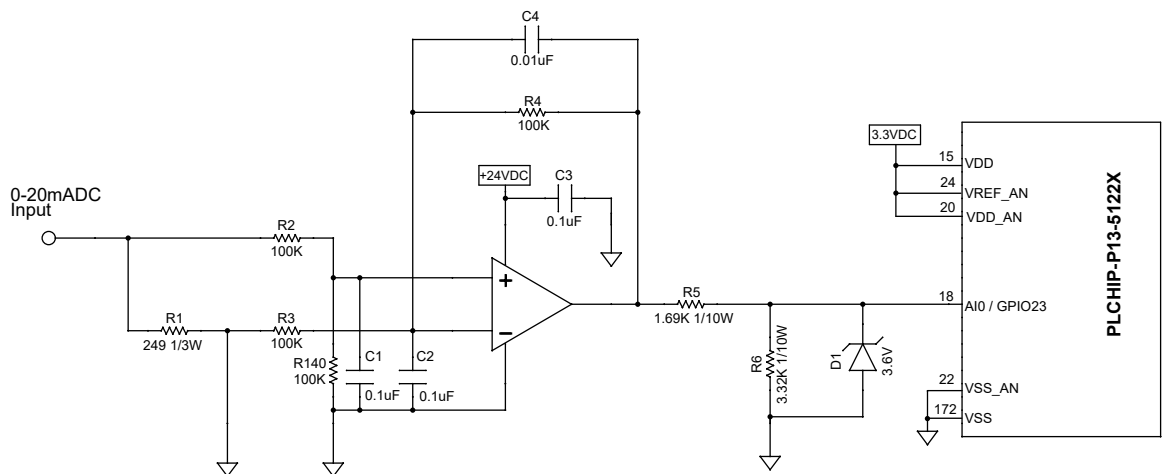 C4
0.01uF
R4
100K
3.3VDC
15
VDD
24
VREF_AN
20
VDD_AN
+24VDC
C3
0.1uF
0-20mADC
Input
R2
100K
+
-
R5
1.69K 1/10W
18
AI0 / GPIO23
PLCHIP-P13-5122X
R1
249 1/3W
R3
100K
R140
100K
C1
0.1uF
C2
0.1uF
R6
3.32K 1/10W
D1
3.6V
22
VSS_AN
172
VSS